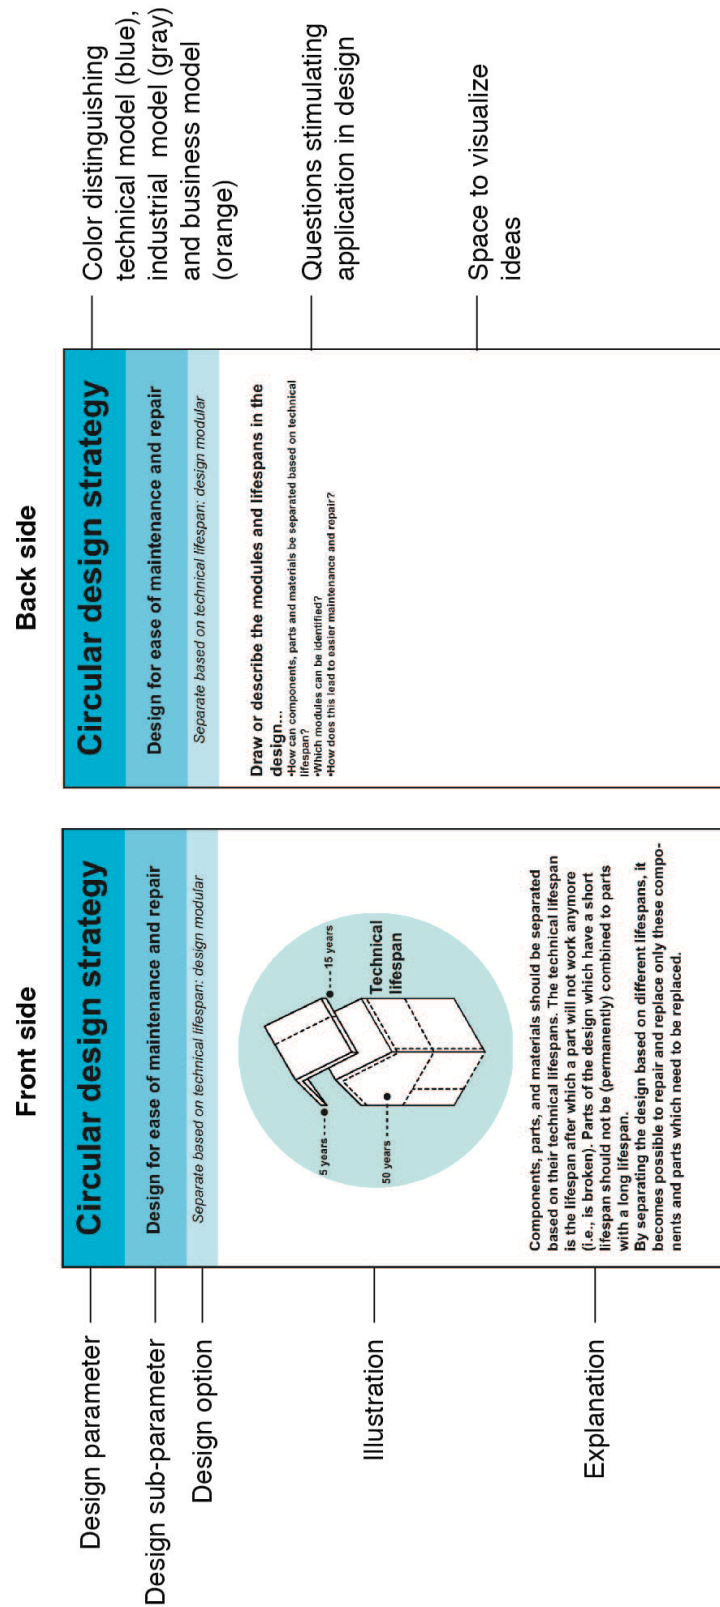 Front side
Back side
Design parameter
Design sub-parameter
Design option
Illustration
Explanation
Circular design strategy
Design for ease of maintenance and repair
Separate based on technical lifespan: design modular
5 years
15 years
50 years
Technical
lifespan
Components, parts, and materials should be separated
based on their technical lifespans. The technical lifespan
is the lifespan after which a part will not work anymore
(i.e., is broken). Parts of the design which have a short
lifespan should not be (permanently) combined to parts
with a long lifespan.
By separating the design based on different lifespans, it
becomes possible to repair and replace only these compo-
nents and parts which need to be replaced.
Circular design strategy
Design for ease of maintenance and repair
Separate based on technical lifespan: design modular
Draw or describe the modules and lifespans in the
design...
•How can components, parts and materials be separated based on technical
lifespan?
•Which modules can be identified?
•How does this lead to easier maintenance and repair?
Color distinguishing
technical model (blue),
industrial model (gray)
and business model
(orange)
Questions stimulating
application in design
Space to visualize
ideas